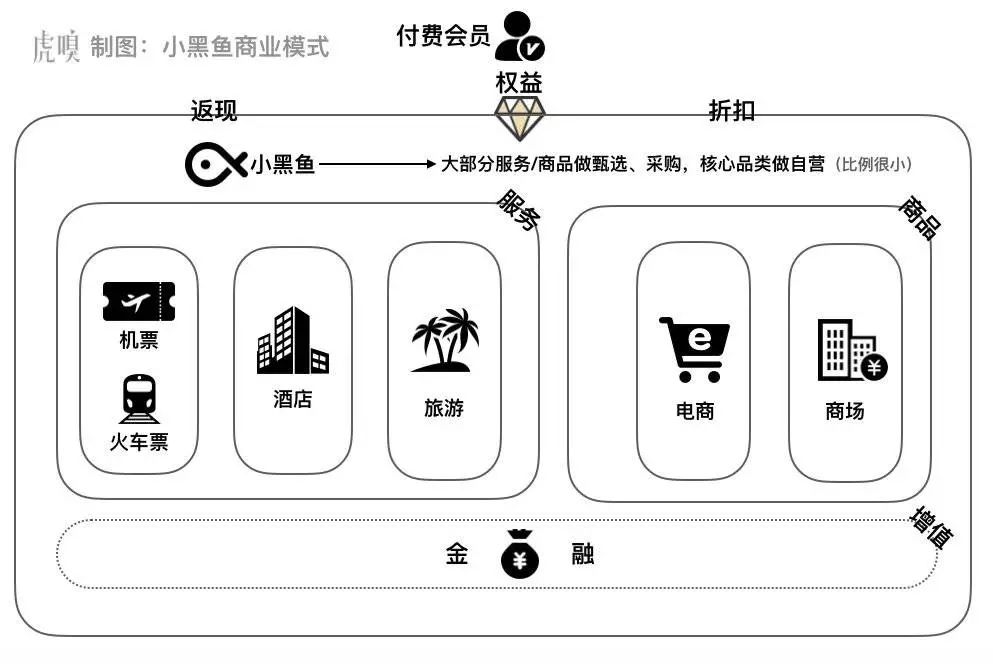 虎嗅 制图：小黑鱼商业模式
付费会员
权益
返现
折扣
小黑鱼
大部分服务/商品做甄选、采购，核心品类做自营（比例很小）
服务
商品
机票
火车票
酒店
旅游
e
电商
¥
商场
增值
金 ¥ 融